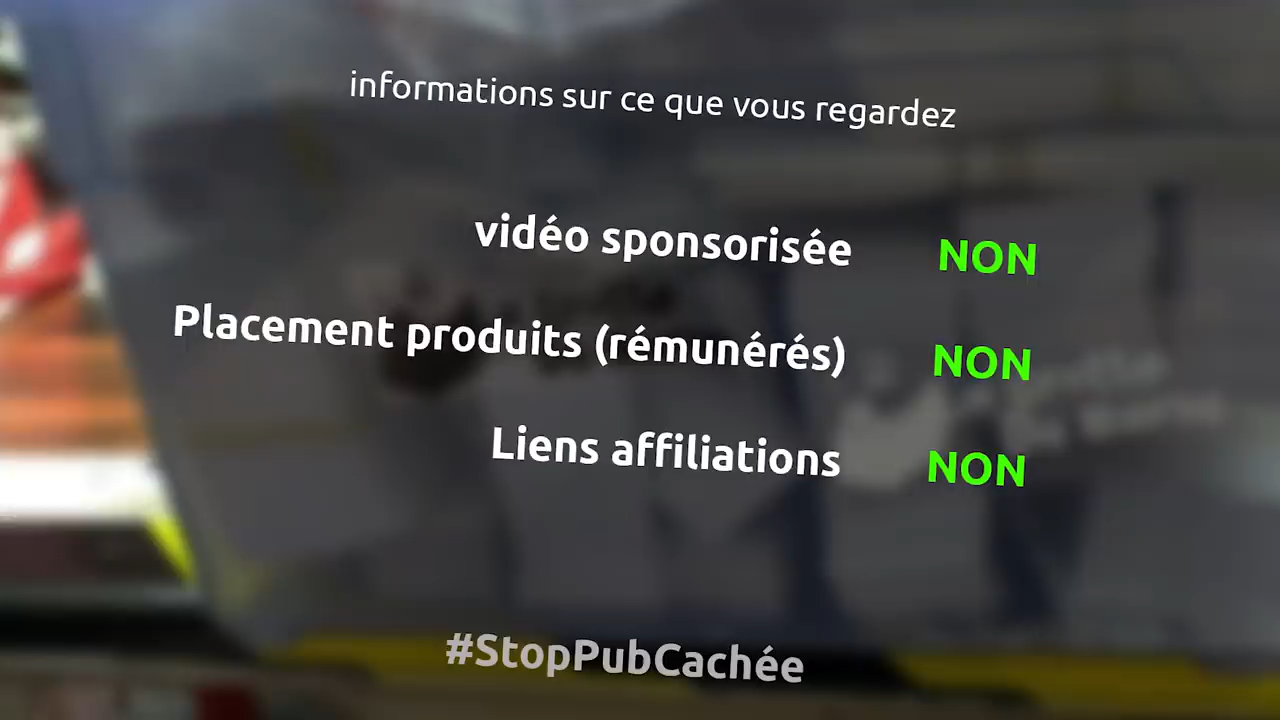 informations sur ce que vous regardez
vidéo sponsorisée NON
Placement produits (rémunérés) NON
Liens affiliations NON
#StopPubCachée